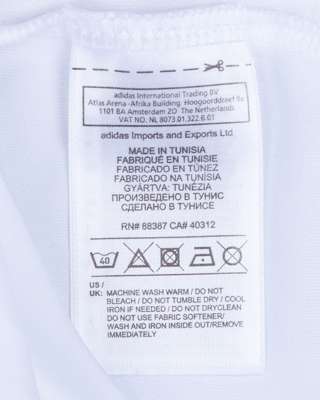 adidas International Trading BV
Atlas Arena -Afrika Building. Hoogoorddreef 9a
1101 BA Amsterdam ZO  The Netherlands
VAT NO. NL 8073.01.322.B.01
adidas Imports and Exports Ltd
MADE IN TUNISIA
FABRIQUÉ EN TUNISIE
FABRICADO EN TÚNEZ
FABRICADO NA TUNÍSIA
GYÁRTVA: TUNÉZIA
ПРОИЗВЕДЕНО В ТУНИС
СДЕЛАНО В ТУНИСЕ
RN# 88387 CA# 40312
40
US /
UK: MACHINE WASH WARM / DO NOT
BLEACH / DO NOT TUMBLE DRY / COOL
IRON IF NEEDED / DO NOT DRYCLEAN
DO NOT USE FABRIC SOFTENER/
WASH AND IRON INSIDE OUT/REMOVE
IMMEDIATELY